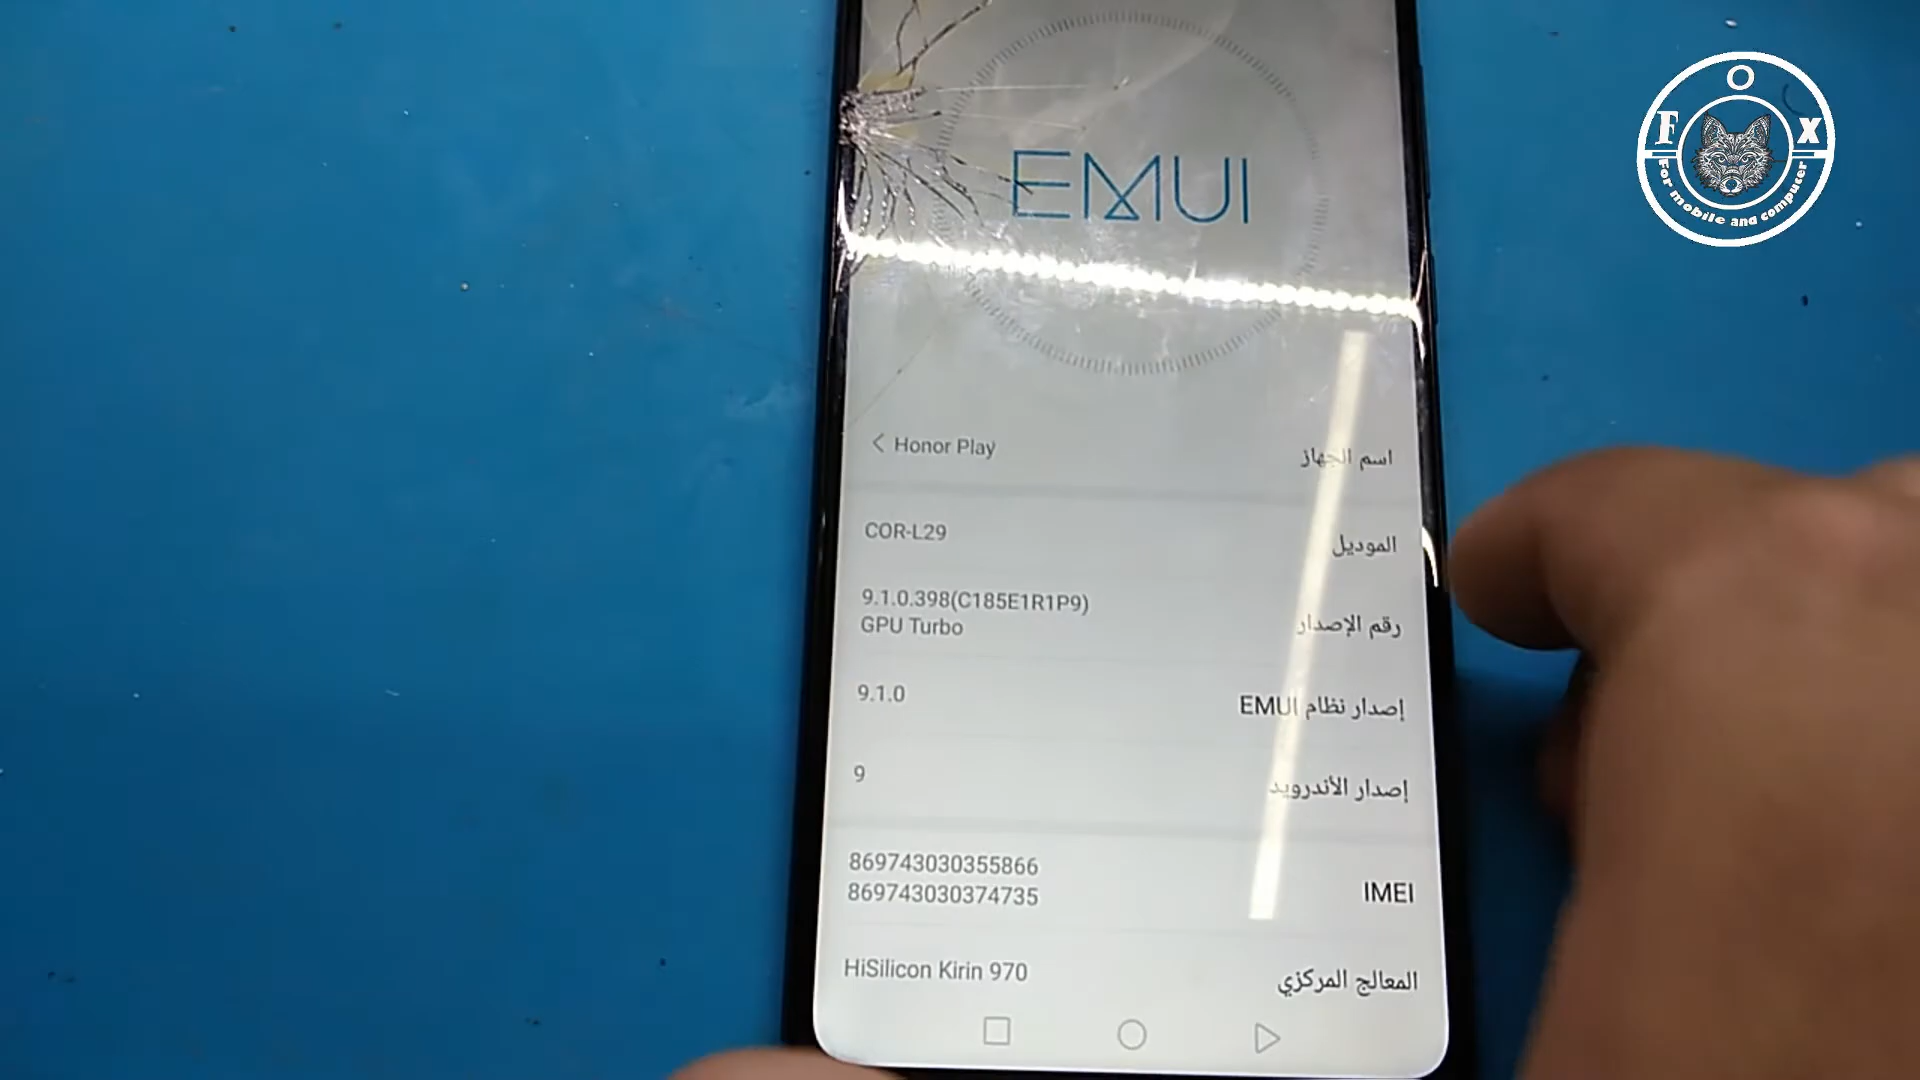 FOX
For mobile and computer
EMUI
اسم الجهاز
Honor Play
الموديل
COR-L29
رقم الإصدار
9.1.0.398(C185E1R1P9)
GPU Turbo
إصدار نظام EMUI
9.1.0
إصدار الأندرويد
9
IMEI
869743030355866
869743030374735
المعالج المركزي
HiSilicon Kirin 970